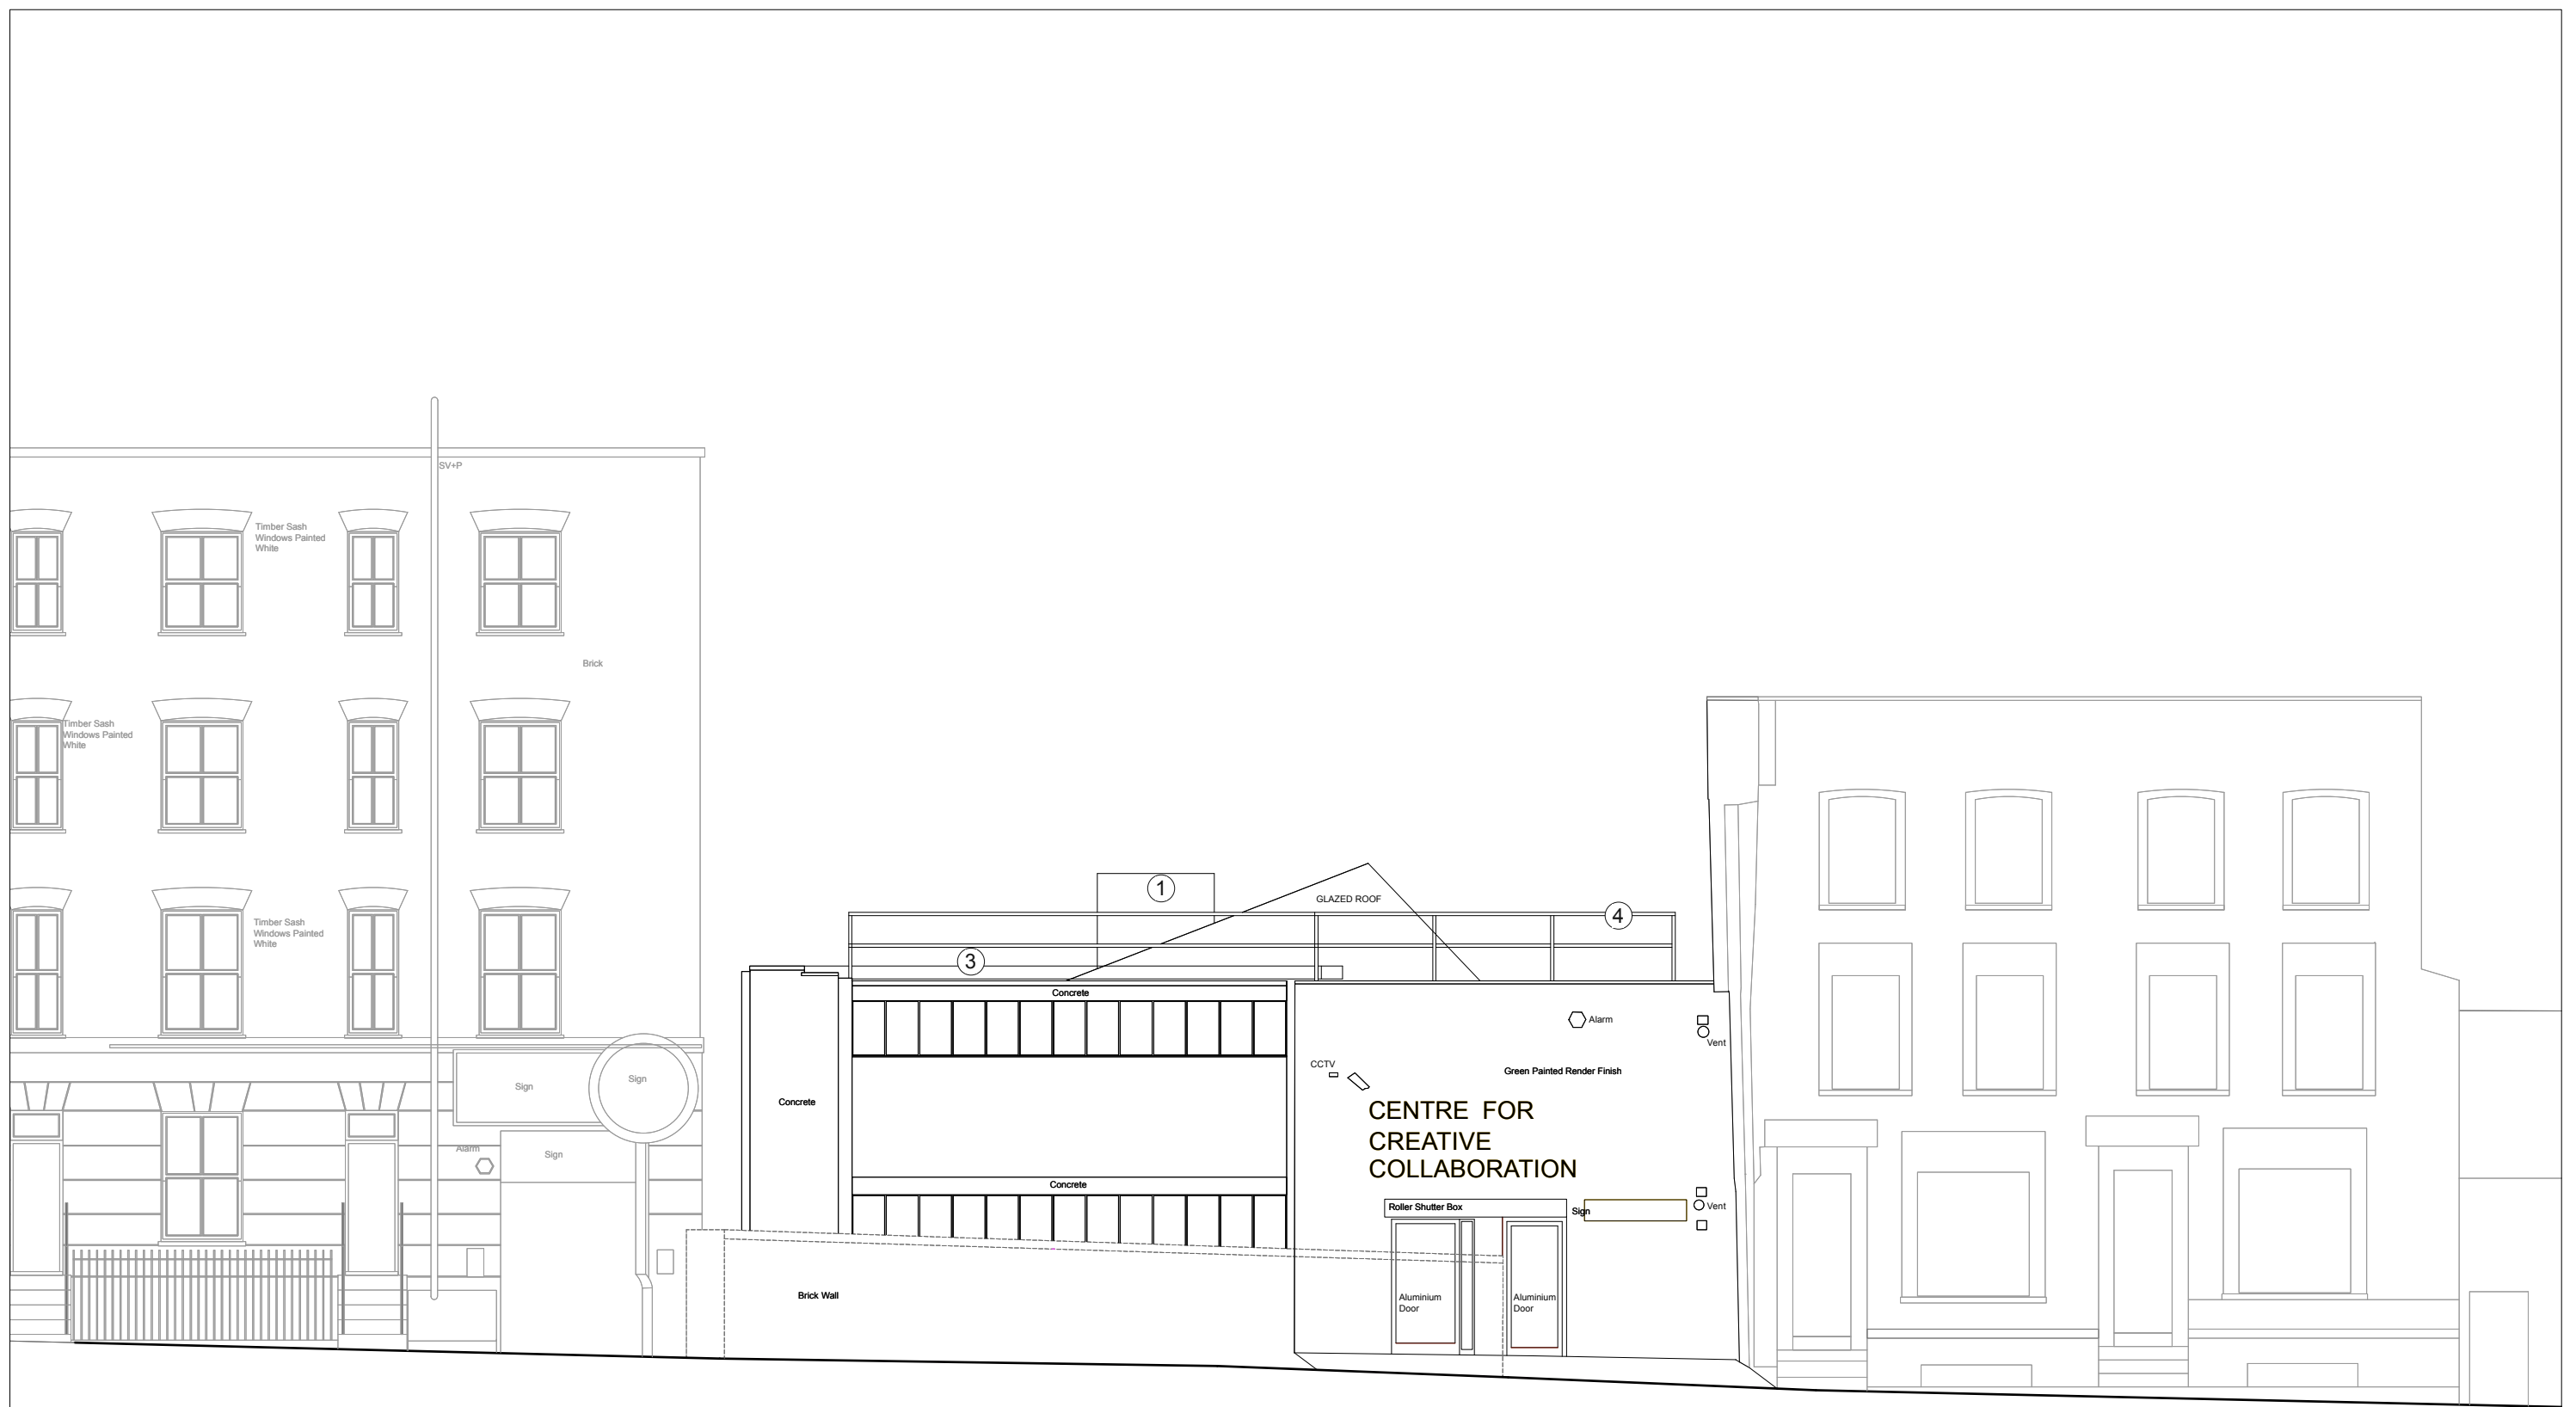 SV+P
Timber Sash
Windows Painted
White
Brick
Timber Sash
Windows Painted
White
1
GLAZED ROOF
4
Timber Sash
Windows Painted
White
3
Concrete
Alarm
Vent
CCTV
Green Painted Render Finish
Sign
Sign
Concrete
CENTRE FOR
CREATIVE
COLLABORATION
Alarm
Sign
Concrete
Roller Shutter Box
Sign
Vent
Brick Wall
Aluminium
Door
Aluminium
Door